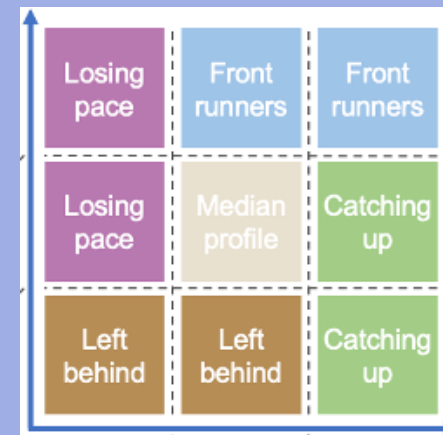 Losing pace
Front runners
Front runners
Losing pace
Median profile
Catching up
Left behind
Left behind
Catching up